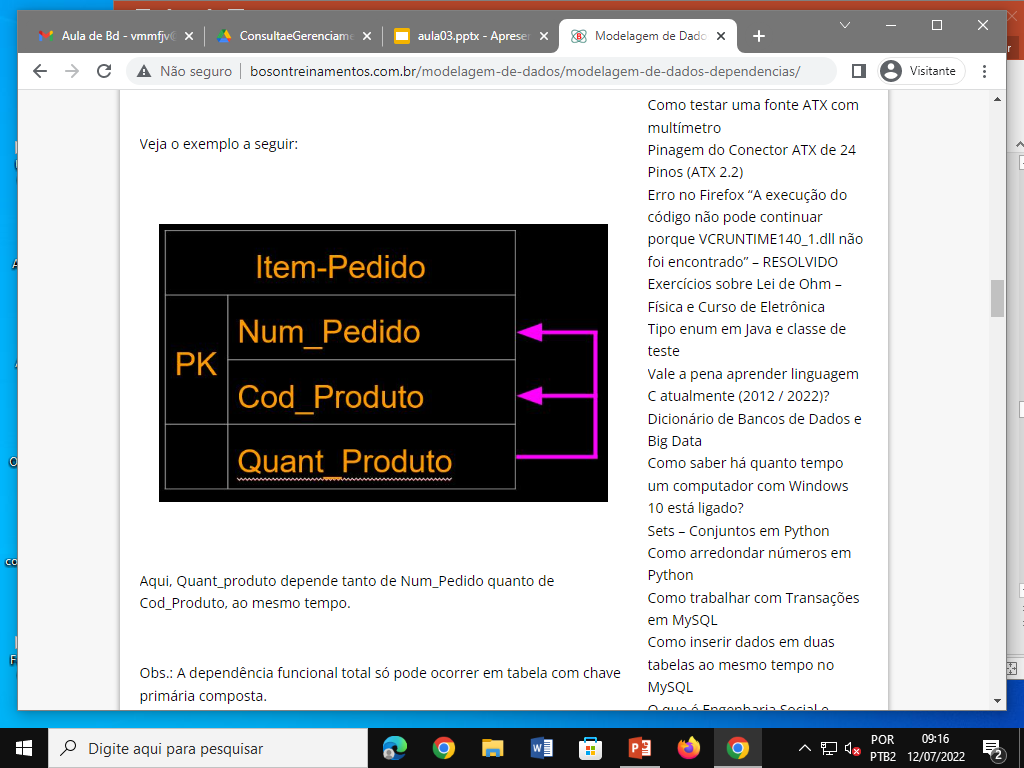 Aula de Bd - vmmfjv@
ConsultaeGerenciame
aula03.pptx - Apreser
Modelagem de Dado
Não seguro
bosontreinamentos.com.br/modelagem-de-dados/modelagem-de-dados-dependencias/
Visitante
Veja o exemplo a seguir:
Item-Pedido
PK
Num_Pedido
Cod_Produto
Quant_Produto
Aqui, Quant_produto depende tanto de Num_Pedido quanto de
Cod_Produto, ao mesmo tempo.
Obs.: A dependência funcional total só pode ocorrer em tabela com chave
primária composta.
Como testar uma fonte ATX com
multímetro
Pinagem do Conector ATX de 24
Pinos (ATX 2.2)
Erro no Firefox “A execução do
código não pode continuar
porque VCRUNTIME140_1.dll não
foi encontrado” – RESOLVIDO
Exercícios sobre Lei de Ohm –
Física e Curso de Eletrônica
Tipo enum em Java e classe de
teste
Vale a pena aprender linguagem
C atualmente (2012 / 2022)?
Dicionário de Bancos de Dados e
Big Data
Como saber há quanto tempo
um computador com Windows
10 está ligado?
Sets – Conjuntos em Python
Como arredondar números em
Python
Como trabalhar com Transações
em MySQL
Como inserir dados em duas
tabelas ao mesmo tempo no
MySQL
O que é Engenharia Social e
Digite aqui para pesquisar
POR
PTB2
09:16
12/07/2022
2